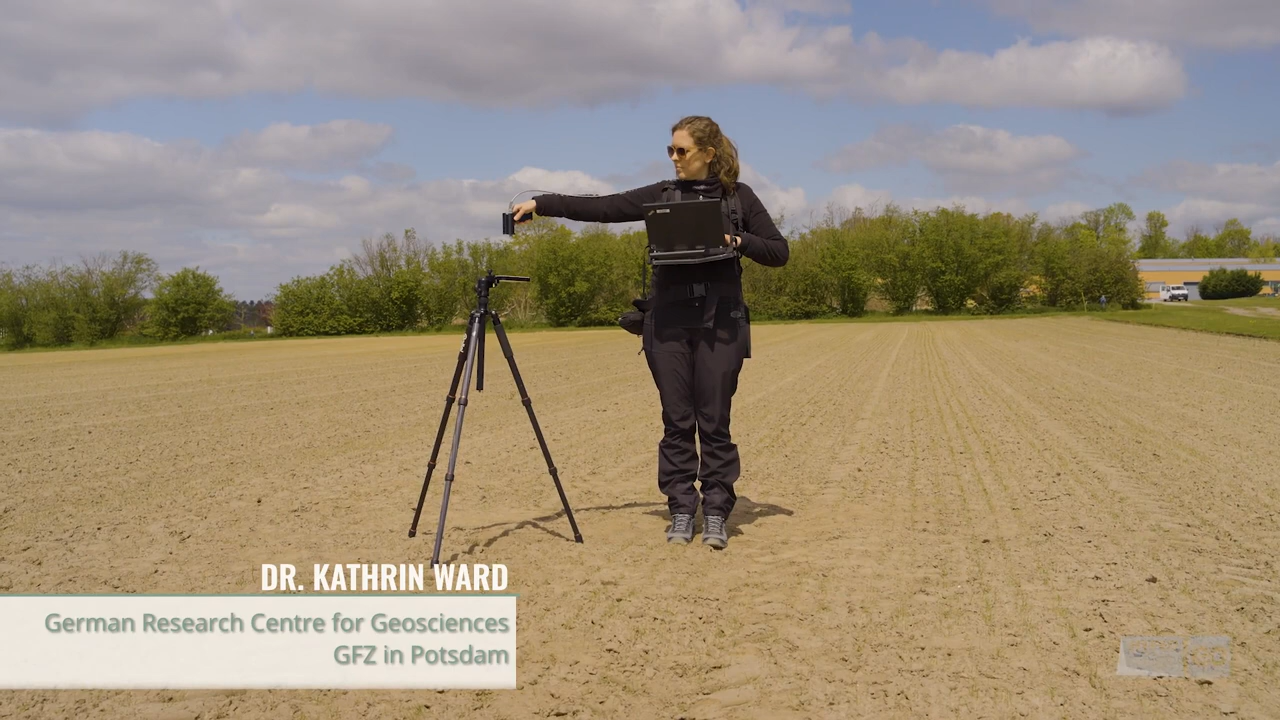 DR. KATHRIN WARD
German Research Centre for Geosciences
GFZ in Potsdam